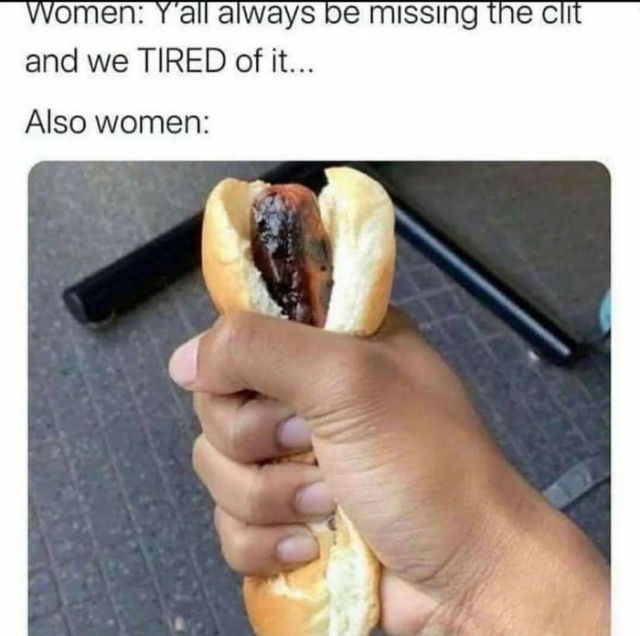 Women: Y'all always be missing the clit
and we TIRED of it...
Also women: